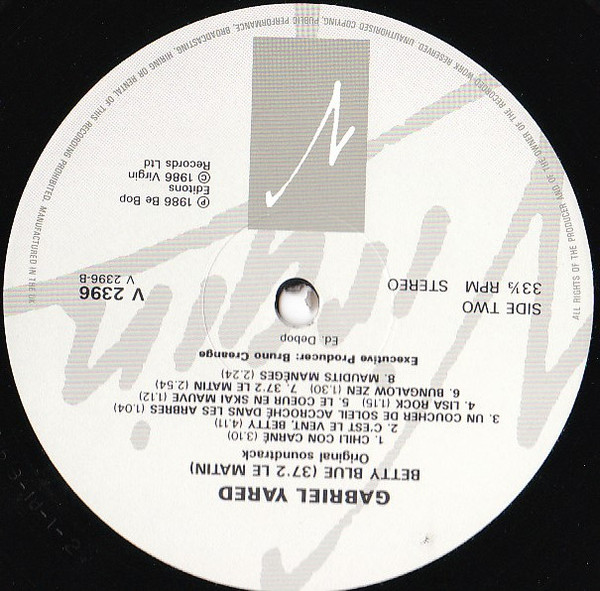 GABRIEL YARED
BETTY BLUE (37'2 LE MATIN)
Original soundtrack
1. CHILI CON CARNÉ (3.10)
2. C'EST LE VENT, BETTY (4.11)
3. UN COUCHER DE SOLEIL ACCROCHÉ DANS LES ARBRES (1.04)
4. LISA ROCK (1.15) 5. LE COEUR EN SKAI MAUVE (1.12)
6. BUNGALOW ZEN (1.30) 7. 37'2 LE MATIN (2.54)
8. MAUDITS MANÈGES (2.24)
Executive Producer: Bruno Creange
Ed. Debop
SIDE TWO
33⅓ RPM STEREO
V 2396
V 2396-B
℗ 1986 Be Bop
Editons
© 1986 Virgin
Records Ltd
Virgin
ALL RIGHTS OF THE PRODUCER AND OF THE OWNER OF THE RECORDED WORK RESERVED. UNAUTHORISED COPYING, PUBLIC PERFORMANCE, BROADCASTING, HIRING OR RENTAL OF THIS RECORDING PROHIBITED. MANUFACTURED IN THE UK